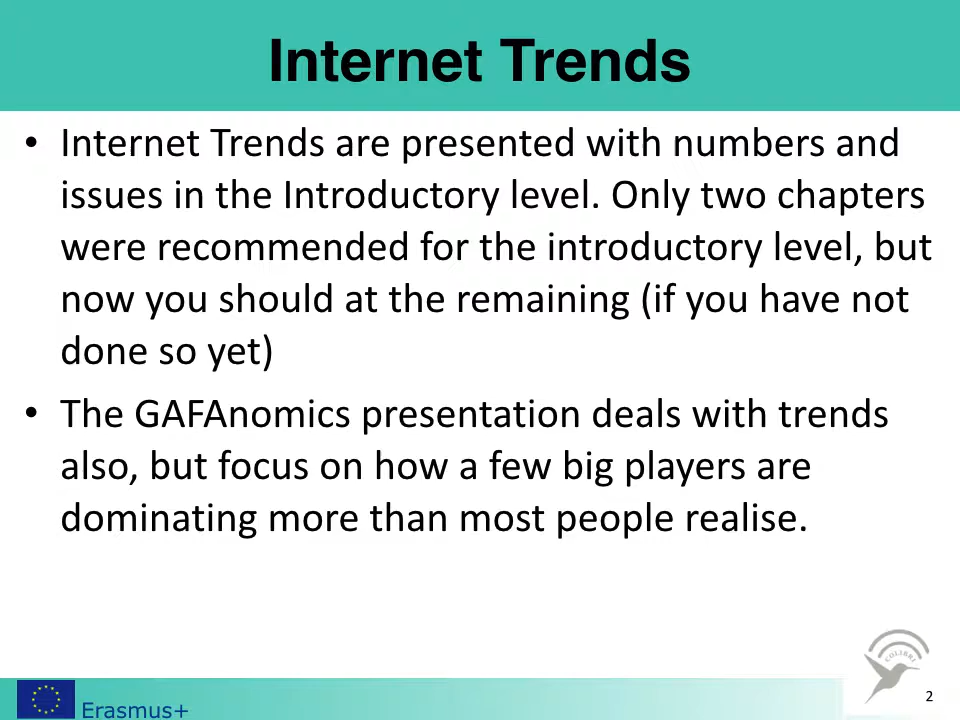 Internet Trends
• Internet Trends are presented with numbers and
issues in the Introductory level. Only two chapters
were recommended for the introductory level, but
now you should at the remaining (if you have not
done so yet)
• The GAFAnomics presentation deals with trends
also, but focus on how a few big players are
dominating more than most people realise.
COLIBRI
2
Erasmus+